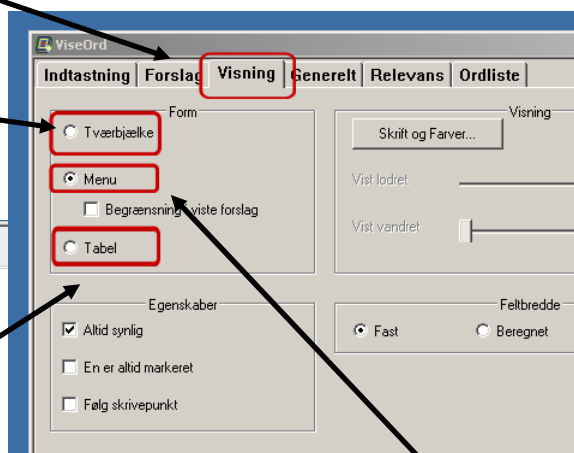 ViseOrd
Indtastning Forslag Visning Generelt Relevans Ordliste
Form
Tværbjælke
Menu
Begrænsning viste forslag
Tabel
Visning
Skrift og Farver...
Vist lodret
Vist vandret
Egenskaber
Altid synlig
En er altid markeret
Følg skrivepunkt
Feltbredde
Fast Beregnet